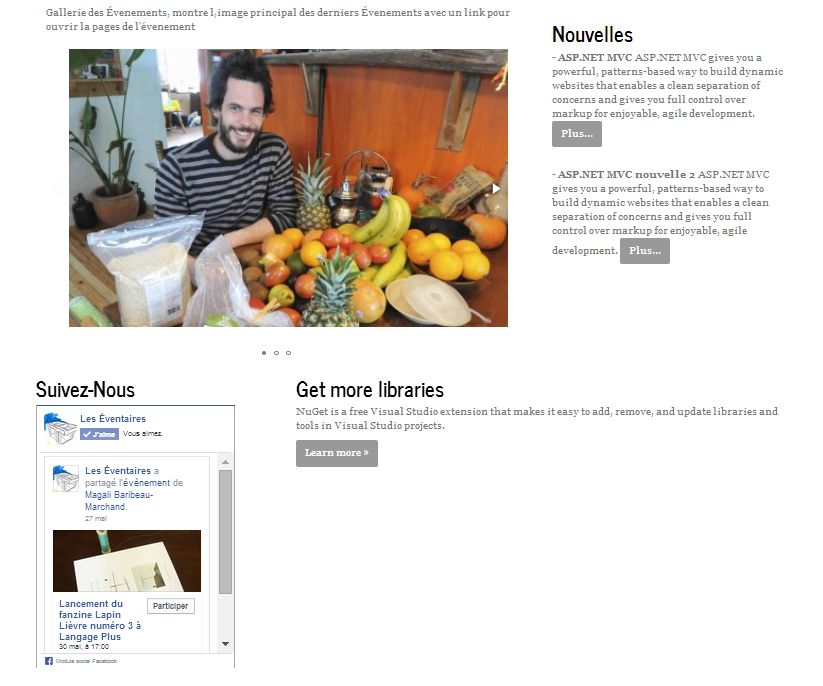 Gallerie des Évenements, montre l,image principal des derniers Évenements avec un link pour
ouvrir la pages de l'évenement
Nouvelles
- ASP.NET MVC ASP.NET MVC gives you a
powerful, patterns-based way to build dynamic
websites that enables a clean separation of
concerns and gives you full control over
markup for enjoyable, agile development.
Plus...
- ASP.NET MVC nouvelle 2 ASP.NET MVC
gives you a powerful, patterns-based way to
build dynamic websites that enables a clean
separation of concerns and gives you full
control over markup for enjoyable, agile
development. Plus...
Suivez-Nous
Les Éventaires
J'aime Vous aimez.
Les Éventaires a
partagé l'évènement de
Magali Baribeau-
Marchand.
27 mai
Lancement du
fanzine Lapin
Lièvre numéro 3 à
Langage Plus
30 mai, à 17:00
Participer
Module social Facebook
Get more libraries
NuGet is a free Visual Studio extension that makes it easy to add, remove, and update libraries and
tools in Visual Studio projects.
Learn more »